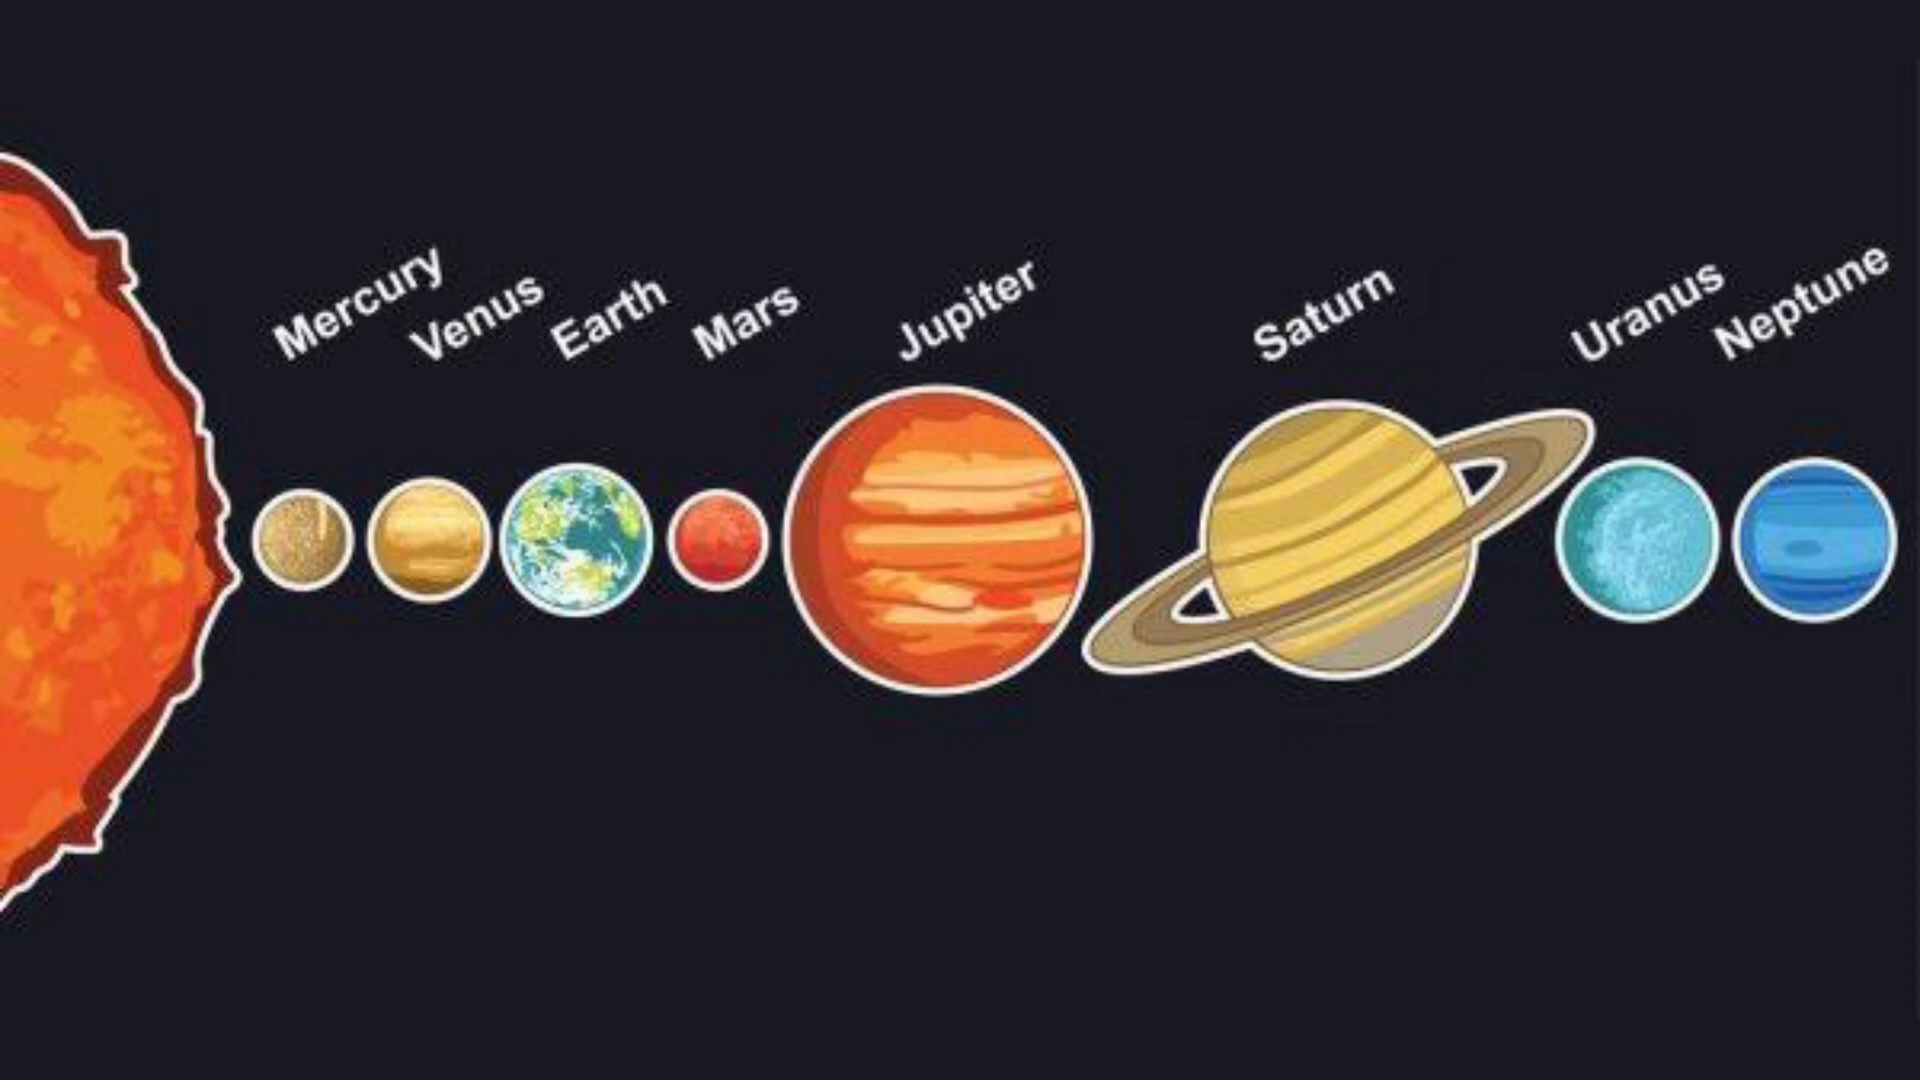 Mercury
Venus
Earth
Mars
Jupiter
Saturn
Uranus
Neptune